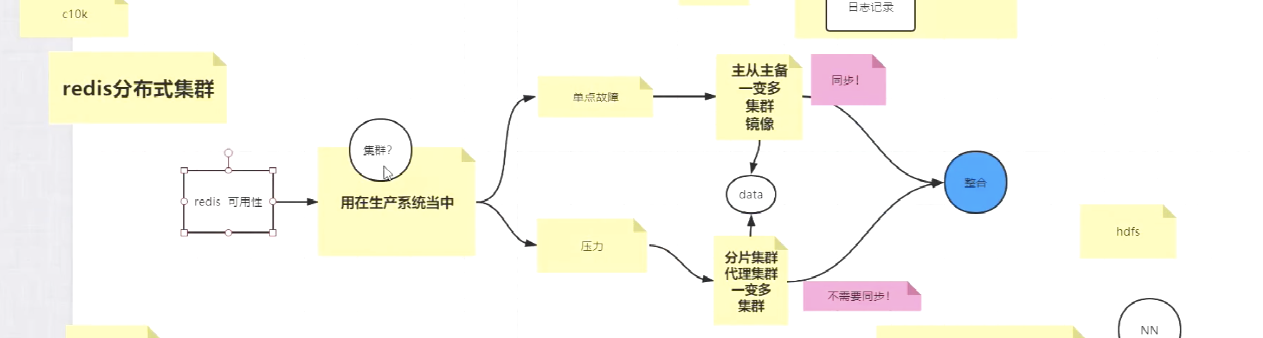 c10k
日志记录
redis分布式集群
单点故障
主从主备
一变多
集群
镜像
同步！
集群？
redis 可用性
用在生产系统当中
data
整合
压力
分片集群
代理集群
一变多
集群
不需要同步！
hdfs
NN